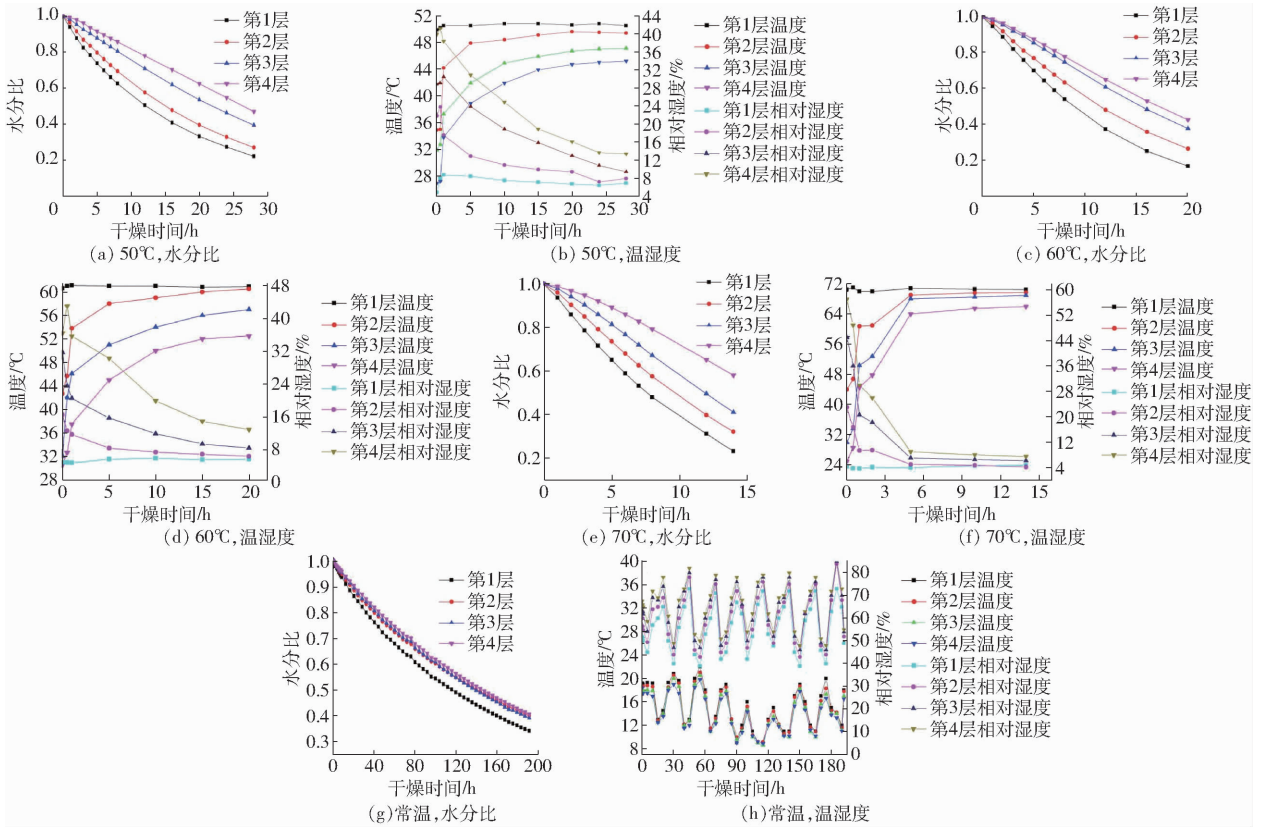 水分比
1.0
0.8
0.6
0.4
0.2
0
5
10
15
20
25
30
干燥时间/h
第1层
第2层
第3层
第4层
(a) 50℃,水分比
温度/℃
52
48
44
40
36
32
28
0
5
10
15
20
25
30
干燥时间/h
44
40
36
32
28
24
20
16
12
8
4
相对湿度/%
第1层温度
第2层温度
第3层温度
第4层温度
第1层相对湿度
第2层相对湿度
第3层相对湿度
第4层相对湿度
(b) 50℃,温湿度
水分比
1.0
0.8
0.6
0.4
0.2
0
5
10
15
20
干燥时间/h
第1层
第2层
第3层
第4层
(c) 60℃,水分比
温度/℃
60
56
52
48
44
40
36
32
28
0
5
10
15
20
干燥时间/h
48
42
36
30
24
18
12
6
0
相对湿度/%
第1层温度
第2层温度
第3层温度
第4层温度
第1层相对湿度
第2层相对湿度
第3层相对湿度
第4层相对湿度
(d) 60℃,温湿度
水分比
1.0
0.8
0.6
0.4
0.2
0
5
10
15
干燥时间/h
第1层
第2层
第3层
第4层
(e) 70℃,水分比
温度/℃
72
64
56
48
40
32
24
0
3
6
9
12
15
干燥时间/h
60
52
44
36
28
20
12
4
相对湿度/%
第1层温度
第2层温度
第3层温度
第4层温度
第1层相对湿度
第2层相对湿度
第3层相对湿度
第4层相对湿度
(f) 70℃,温湿度
水分比
1.0
0.9
0.8
0.7
0.6
0.5
0.4
0.3
0
40
80
120
160
200
干燥时间/h
第1层
第2层
第3层
第4层
(g)常温,水分比
温度/℃
40
36
32
28
24
20
16
12
8
0
30
60
90
120
150
180
干燥时间/h
80
70
60
50
40
30
20
10
0
相对湿度/%
第1层温度
第2层温度
第3层温度
第4层温度
第1层相对湿度
第2层相对湿度
第3层相对湿度
第4层相对湿度
(h)常温,温湿度